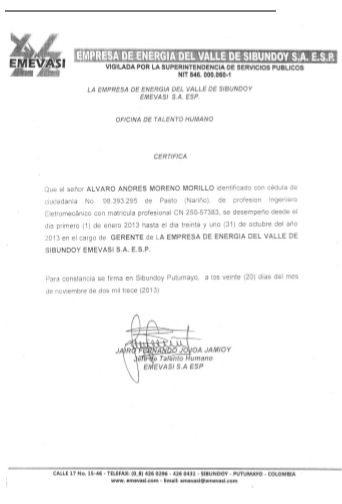 EMEVASI
EMPRESA DE ENERGIA DEL VALLE DE SIBUNDOY S.A. E.S.P.
VIGILADA POR LA SUPERINTENDENCIA DE SERVICIOS PUBLICOS
NIT 846. 000.060-1
LA EMPRESA DE ENERGIA DEL VALLE DE SIBUNDOY
EMEVASI S.A. ESP.
OFICINA DE TALENTO HUMANO
CERTIFICA
Que el señor ALVARO ANDRES MORENO MORILLO identificado con cédula de
ciudadania No. 98.393.295 de Pasto (Nariño), de profesion Ingeniero
Eletromecánico con matricula profesional CN 250-57383, se desempeño desde el
dia primero (1) de enero 2013 hasta el dia treinta y uno (31) de octubre del año
2013 en el cargo de GERENTE de LA EMPRESA DE ENERGIA DEL VALLE DE
SIBUNDOY EMEVASI S.A. E.S.P.
Para constancia se firma en Sibundoy Putumayo, a los veinte (20) dias del mes
de noviembre de dos mil trece (2013)
JAIRO FERNANDO JOJOA JAMIOY
Jefe de Talento Humano
EMEVASI S.A ESP
CALLE 17 No. 15-46 - TELEFAX: (0_8) 426 0296 - 426 0431 - SIBUNDOY - PUTUMAYO - COLOMBIA
www. emevasi.com - Email: emevasi@emevasi.com